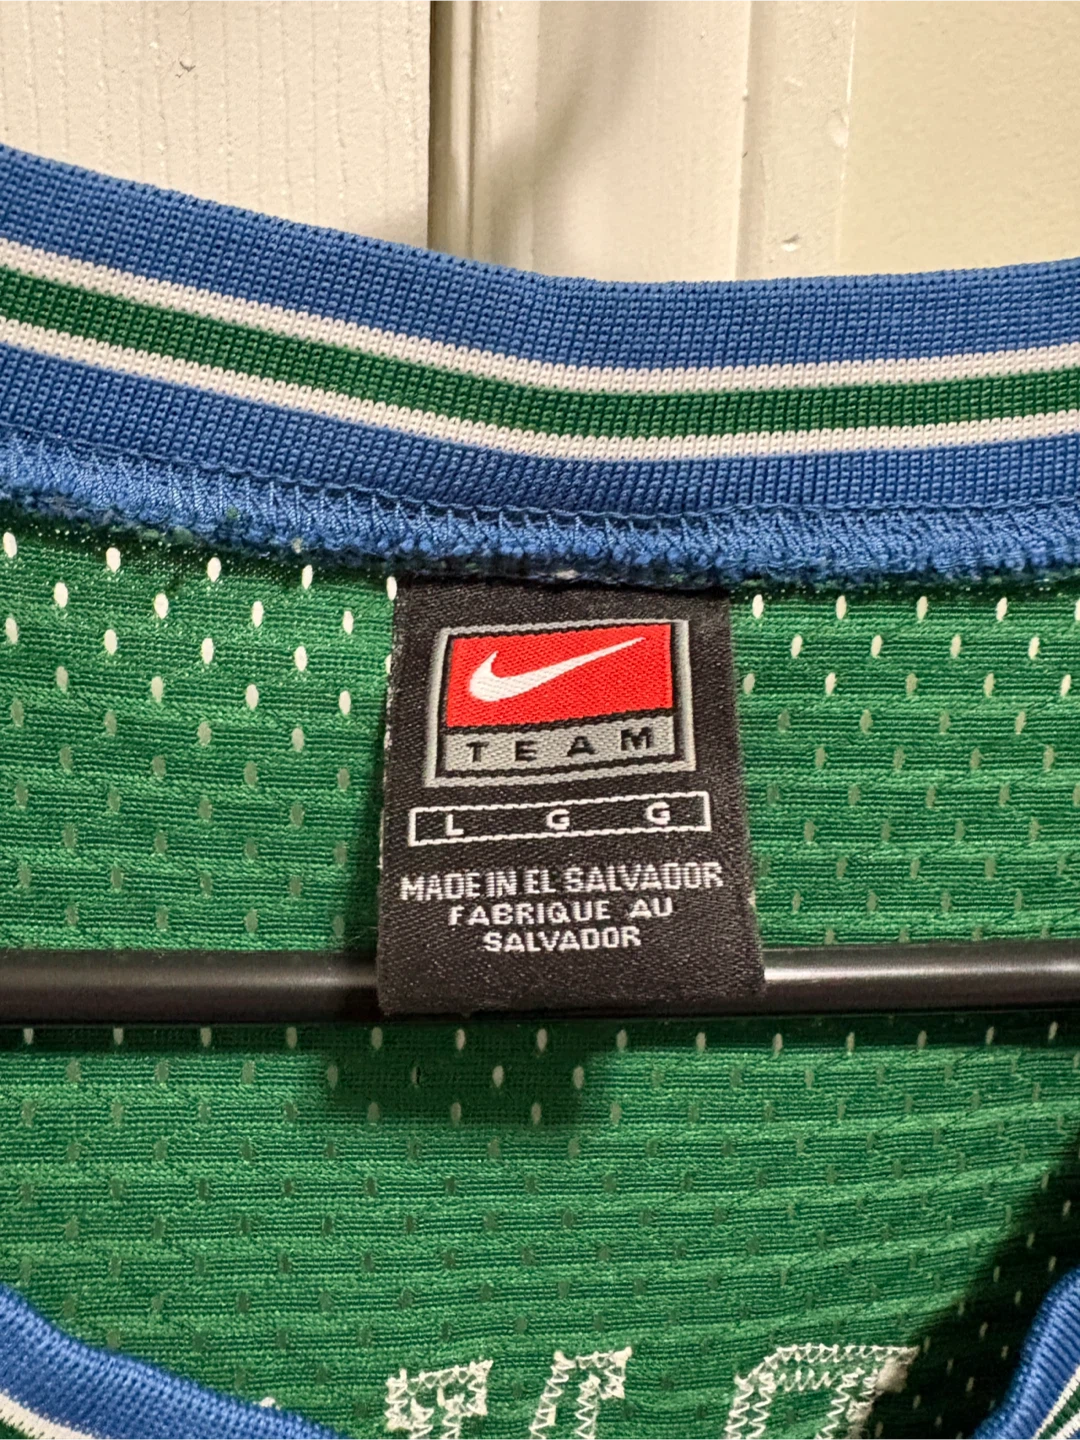 TEAM
L G G
MADE IN EL SALVADOR
FABRIQUE AU
SALVADOR